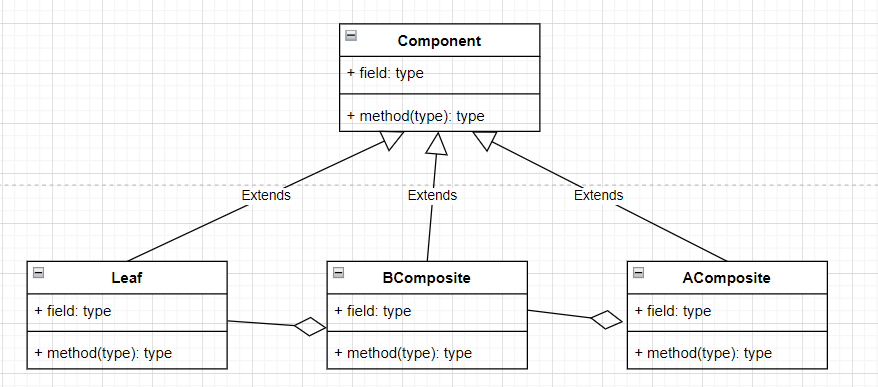 Component
+ field: type
+ method(type): type
Extends
Extends
Extends
Leaf
+ field: type
+ method(type): type
BComposite
+ field: type
+ method(type): type
AComposite
+ field: type
+ method(type): type